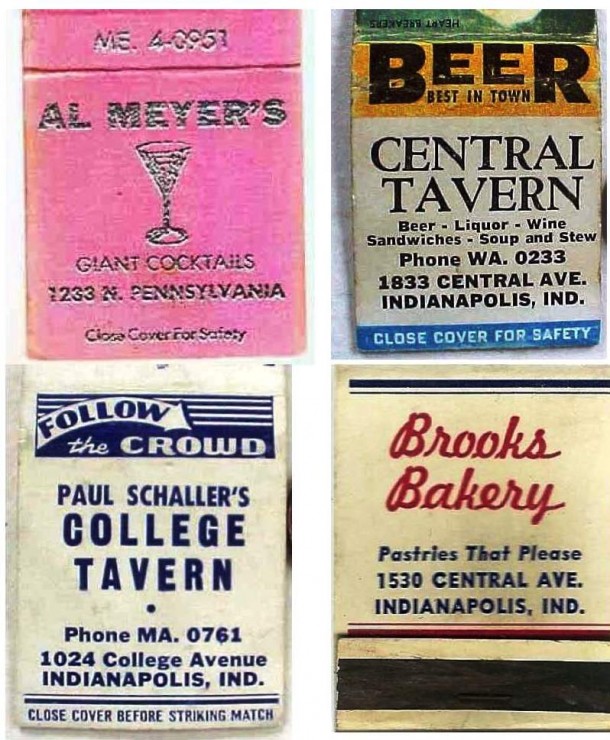 ME. 4-0951
AL MEYER'S
GIANT COCKTAILS
1233 N. PENNSYLVANIA
Close Cover For Safety
HEART BREAKERS
BEER
BEST IN TOWN
CENTRAL
TAVERN
Beer - Liquor - Wine
Sandwiches - Soup and Stew
Phone WA. 0233
1833 CENTRAL AVE.
INDIANAPOLIS, IND.
CLOSE COVER FOR SAFETY
FOLLOW
the CROWD
PAUL SCHALLER'S
COLLEGE
TAVERN
•
Phone MA. 0761
1024 College Avenue
INDIANAPOLIS, IND.
CLOSE COVER BEFORE STRIKING MATCH
Brooks
Bakery
Pastries That Please
1530 CENTRAL AVE.
INDIANAPOLIS, IND.